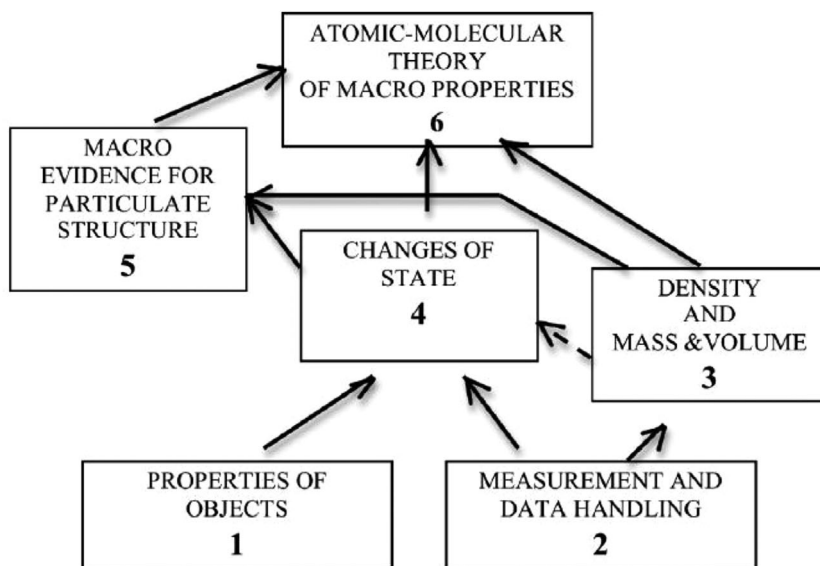 ATOMIC-MOLECULAR
THEORY
OF MACRO PROPERTIES
6
MACRO
EVIDENCE FOR
PARTICULATE
STRUCTURE
5
CHANGES OF
STATE
4
DENSITY
AND
MASS &VOLUME
3
PROPERTIES OF
OBJECTS
1
MEASUREMENT AND
DATA HANDLING
2